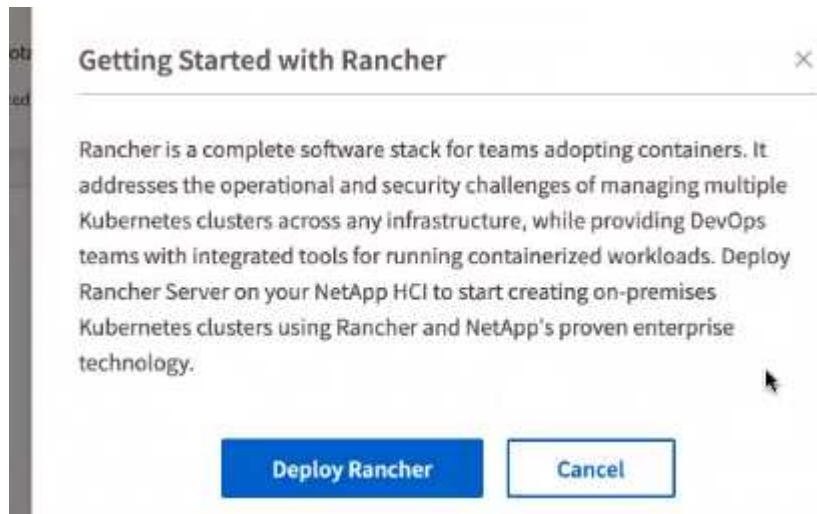 Getting Started with Rancher
Rancher is a complete software stack for teams adopting containers. It
addresses the operational and security challenges of managing multiple
Kubernetes clusters across any infrastructure, while providing DevOps
teams with integrated tools for running containerized workloads. Deploy
Rancher Server on your NetApp HCI to start creating on-premises
Kubernetes clusters using Rancher and NetApp's proven enterprise
technology.
Deploy Rancher
Cancel